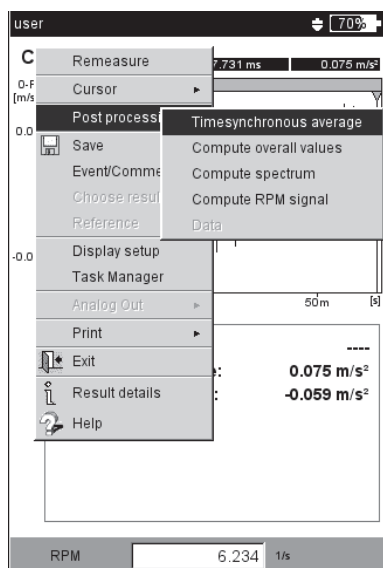 user 70%
C Remeasure 7.731 ms 0.075 m/s²
0-F
[m/s Cursor
Post processi Timesynchronous average
0.0
Save Compute overall values
Event/Comme Compute spectrum
Choose resul Compute RPM signal
Reference Data
-0.0 Display setup
Task Manager
Analog Out 50m [s]
Print
----
Exit : 0.075 m/s²
Result details : -0.059 m/s²
Help
RPM 6.234 1/s